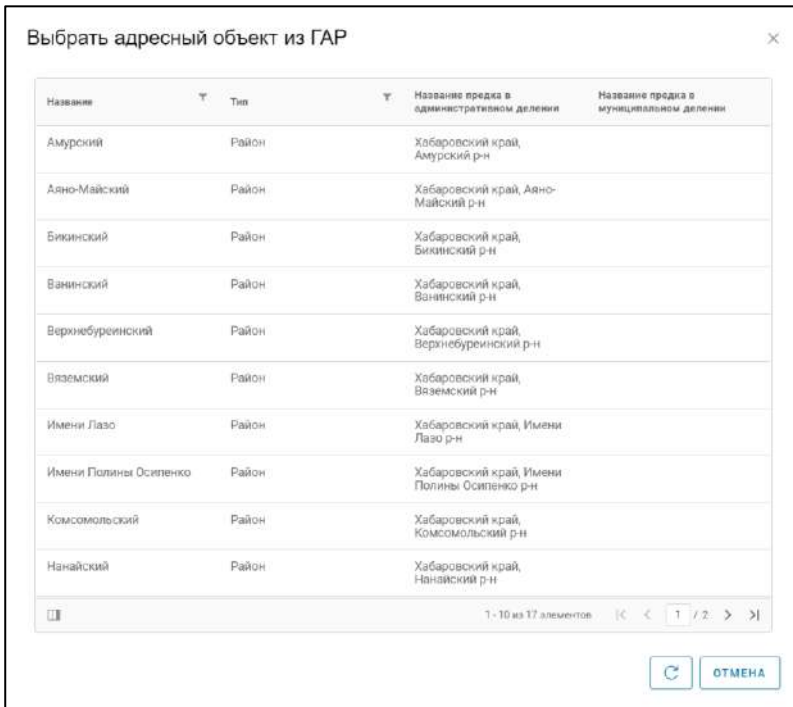 Выбрать адресный объект из ГАР
Название
Тип
Название предка в
административном делении
Название предка в
муниципальном делении
Амурский
Район
Хабаровский край,
Амурский р-н
Аяно-Майский
Район
Хабаровский край, Аяно-
Майский р-н
Бикинский
Район
Хабаровский край,
Бикинский р-н
Ванинский
Район
Хабаровский край,
Ванинский р-н
Верхнебуреинский
Район
Хабаровский край,
Верхнебуреинский р-н
Вяземский
Район
Хабаровский край,
Вяземский р-н
Имени Лазо
Район
Хабаровский край, Имени
Лазо р-н
Имени Полины Осипенко
Район
Хабаровский край, Имени
Полины Осипенко р-н
Комсомольский
Район
Хабаровский край,
Комсомольский р-н
Нанайский
Район
Хабаровский край,
Нанайский р-н
1 - 10 из 17 элементов
1 / 2
ОТМЕНА